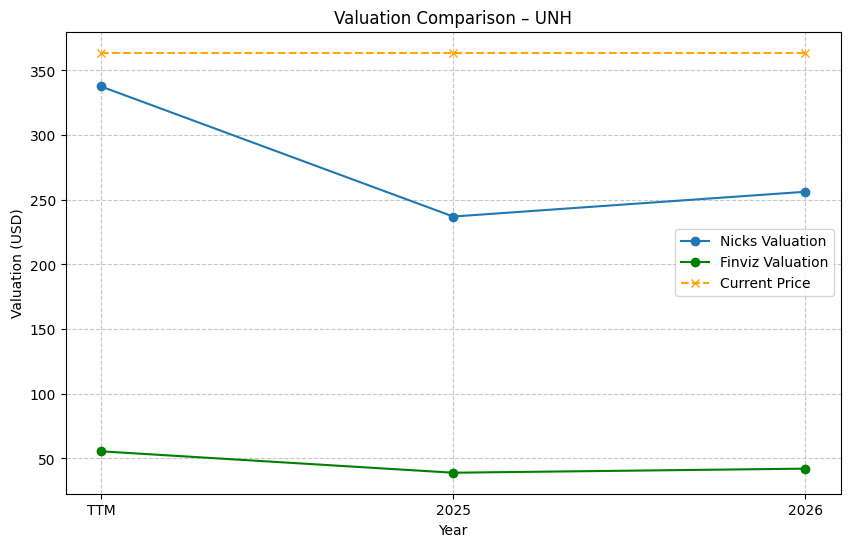 Valuation Comparison – UNH
Valuation (USD)
350
300
250
200
150
100
50
Nicks Valuation
Finviz Valuation
Current Price
TTM
2025
2026
Year